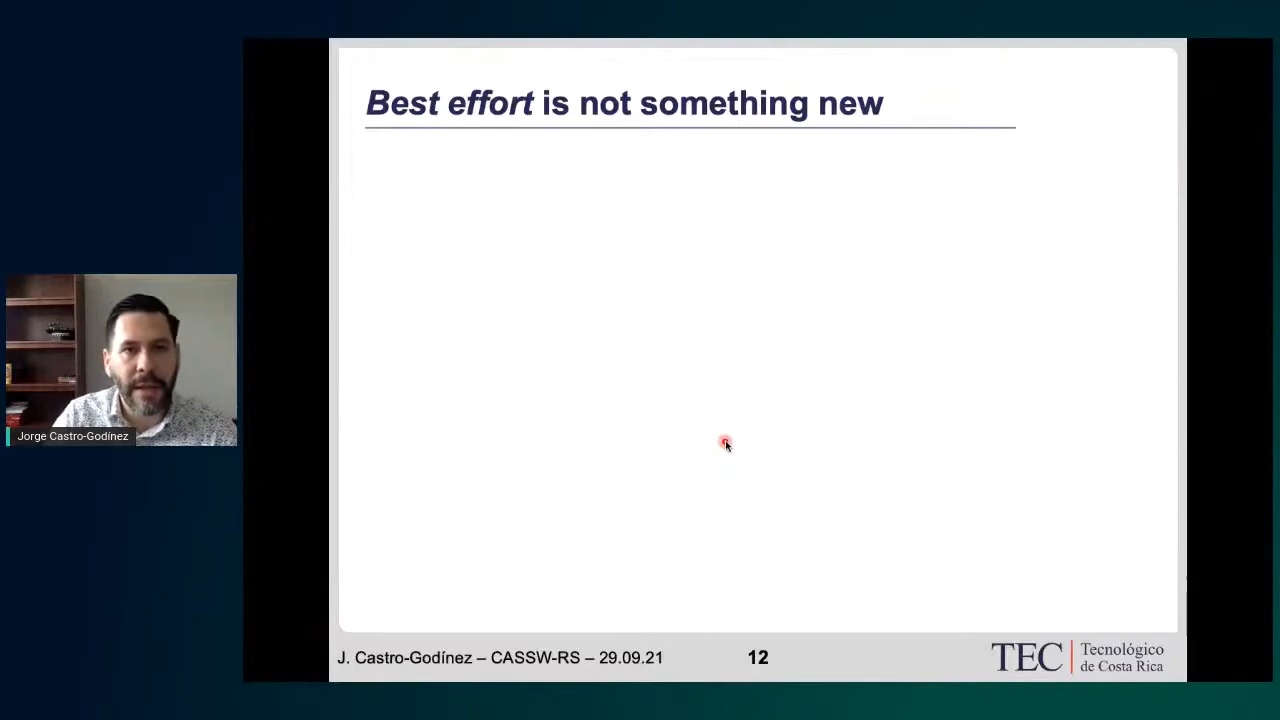 Best effort is not something new
Jorge Castro-Godínez
J. Castro-Godínez – CASSW-RS – 29.09.21
12
TEC
Tecnológico
de Costa Rica